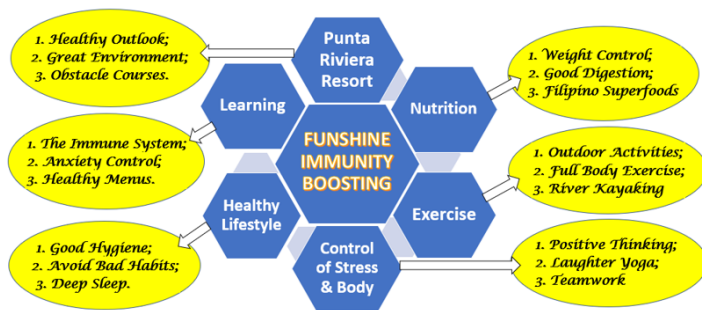 1. Healthy Outlook;
2. Great Environment;
3. Obstacle Courses.
Punta
Riviera
Resort
1. Weight Control;
2. Good Digestion;
3. Filipino Superfoods
Learning
Nutrition
1. The Immune System;
2. Anxiety Control;
3. Healthy Menus.
FUNSHINE
IMMUNITY
BOOSTING
1. Outdoor Activities;
2. Full Body Exercise;
3. River Kayaking
Healthy
Lifestyle
Exercise
1. Good Hygiene;
2. Avoid Bad Habits;
3. Deep Sleep.
Control
of Stress
& Body
1. Positive Thinking;
2. Laughter Yoga;
3. Teamwork